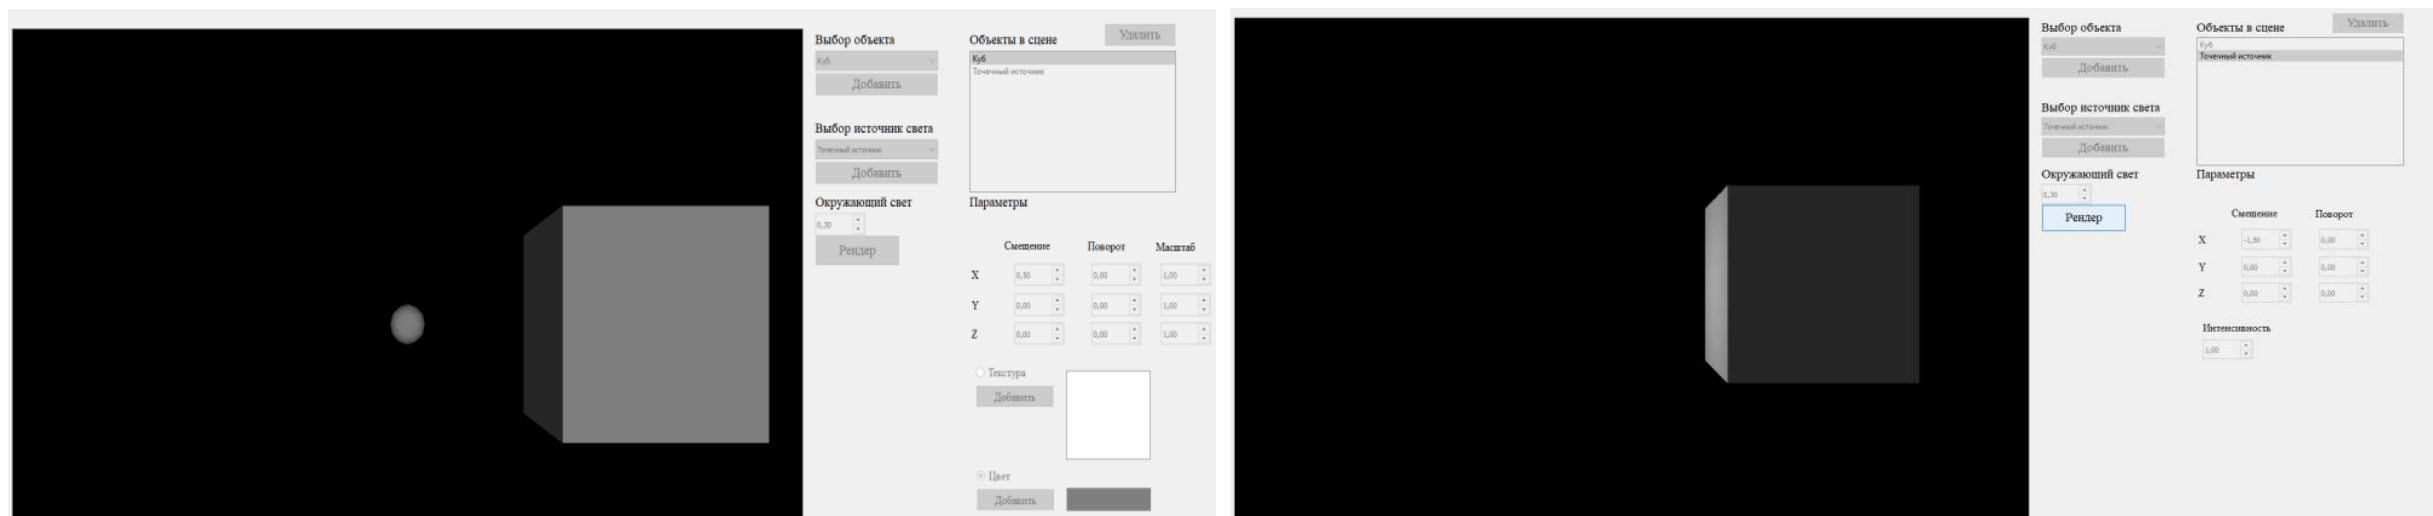 Выбор объекта
Куб
Добавить
Выбор источник света
Точечный источник
Добавить
Окружающий свет
0,30
Рендер
Объекты в сцене
Удалить
Куб
Точечный источник
Параметры
Смещение Поворот Масштаб
X 0,50 0,00 1,00
Y 0,00 0,00 1,00
Z 0,00 0,00 1,00
Текстура
Добавить
Цвет
Добавить
Выбор объекта
Куб
Добавить
Выбор источник света
Точечный источник
Добавить
Окружающий свет
0,30
Рендер
Объекты в сцене
Удалить
Куб
Точечный источник
Параметры
Смещение Поворот
X -1,50 0,00
Y 0,00 0,00
Z 0,00 0,00
Интенсивность
1,00